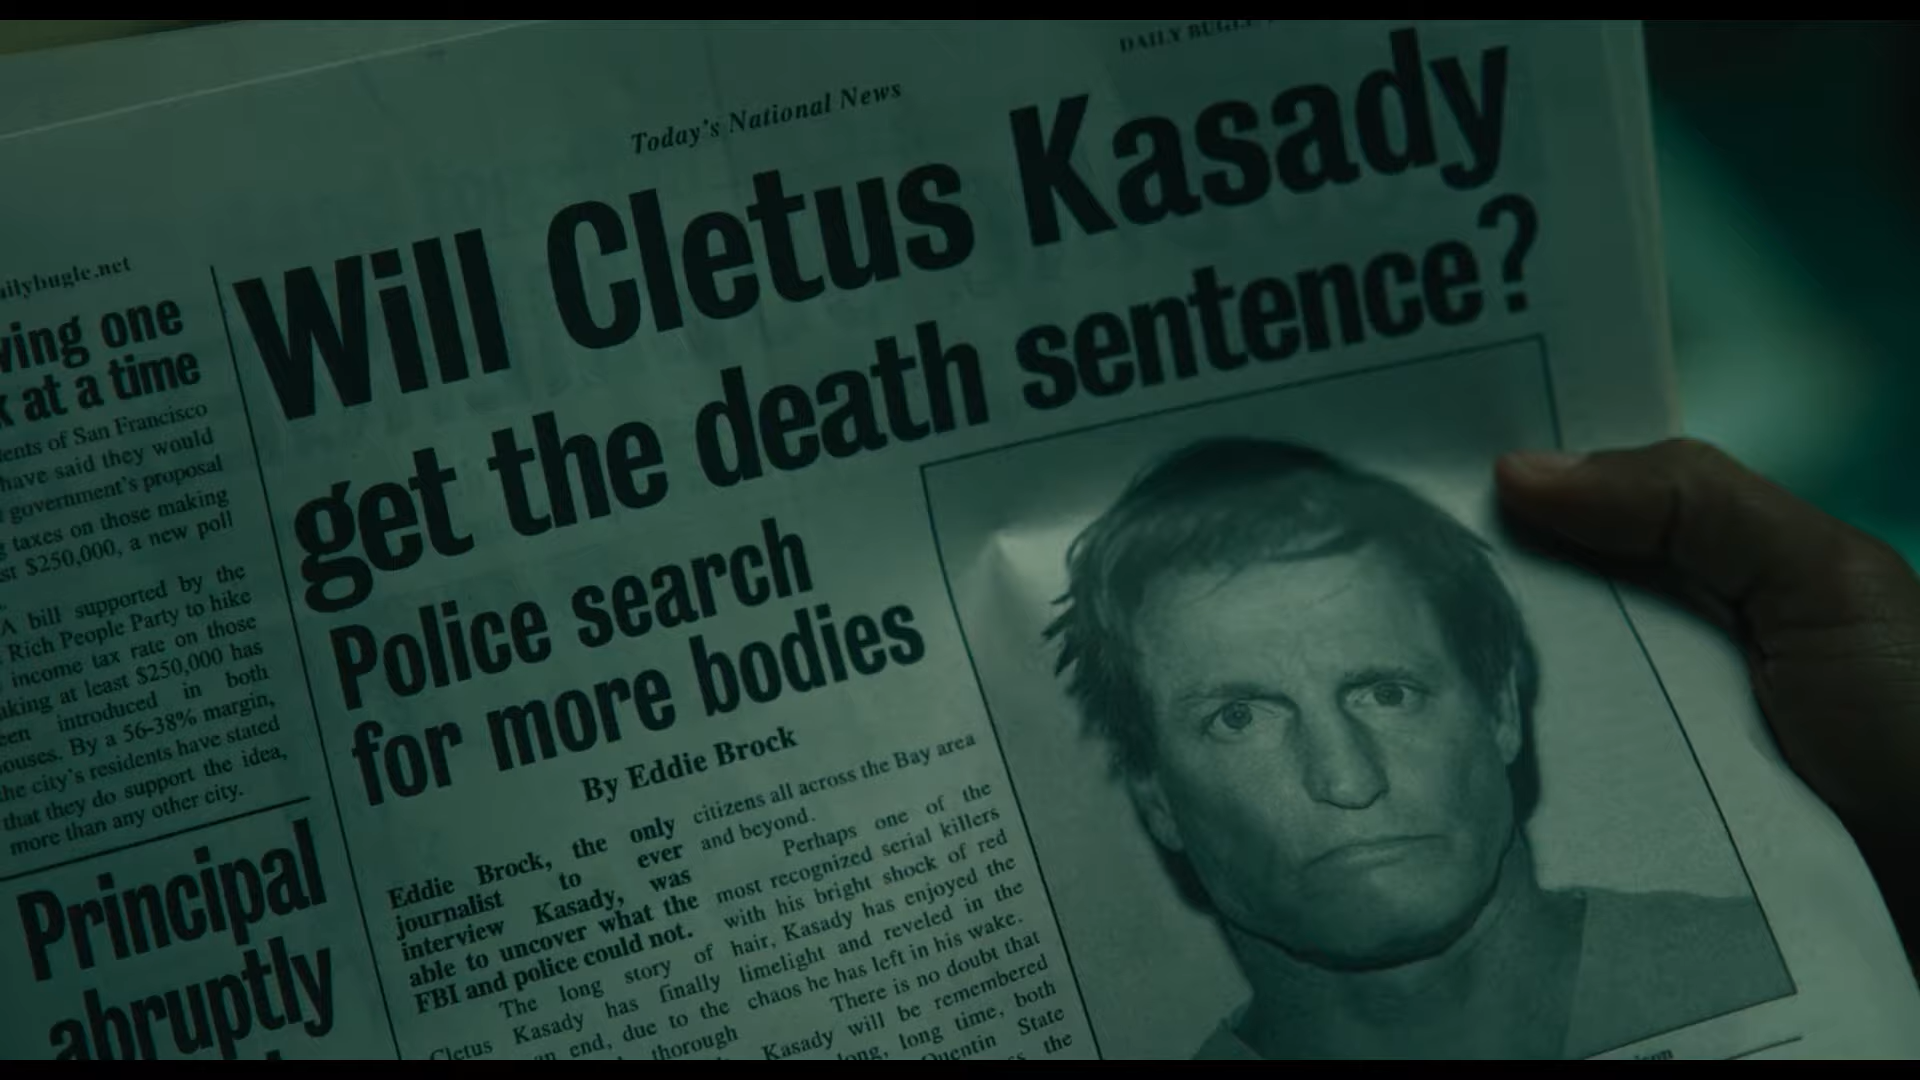 DAILY BUGLE
Today's National News
Will Cletus Kasady
get the death sentence?
Police search
for more bodies
By Eddie Brock
Eddie Brock, the only
journalist to ever
interview Kasady, was
able to uncover what the
FBI and police could not.
The long story of
Cletus Kasady has finally
an end, due to the
thorough
citizens all across the Bay area
and beyond.
Perhaps one of the
most recognized serial killers
with his bright shock of red
hair, Kasady has enjoyed the
limelight and reveled in the
chaos he has left in his wake.
There is no doubt that
Kasady will be remembered
long, long time, both
Quentin State
the
ailybugle.net
ving one
at a time
ents of San Francisco
have said they would
government's proposal
taxes on those making
st $250,000, a new poll
A bill supported by the
Rich People Party to hike
income tax rate on those
aking at least $250,000 has
een introduced in both
ouses. By a 56-38% margin,
he city's residents have stated
that they do support the idea,
more than any other city.
Principal
abruptly